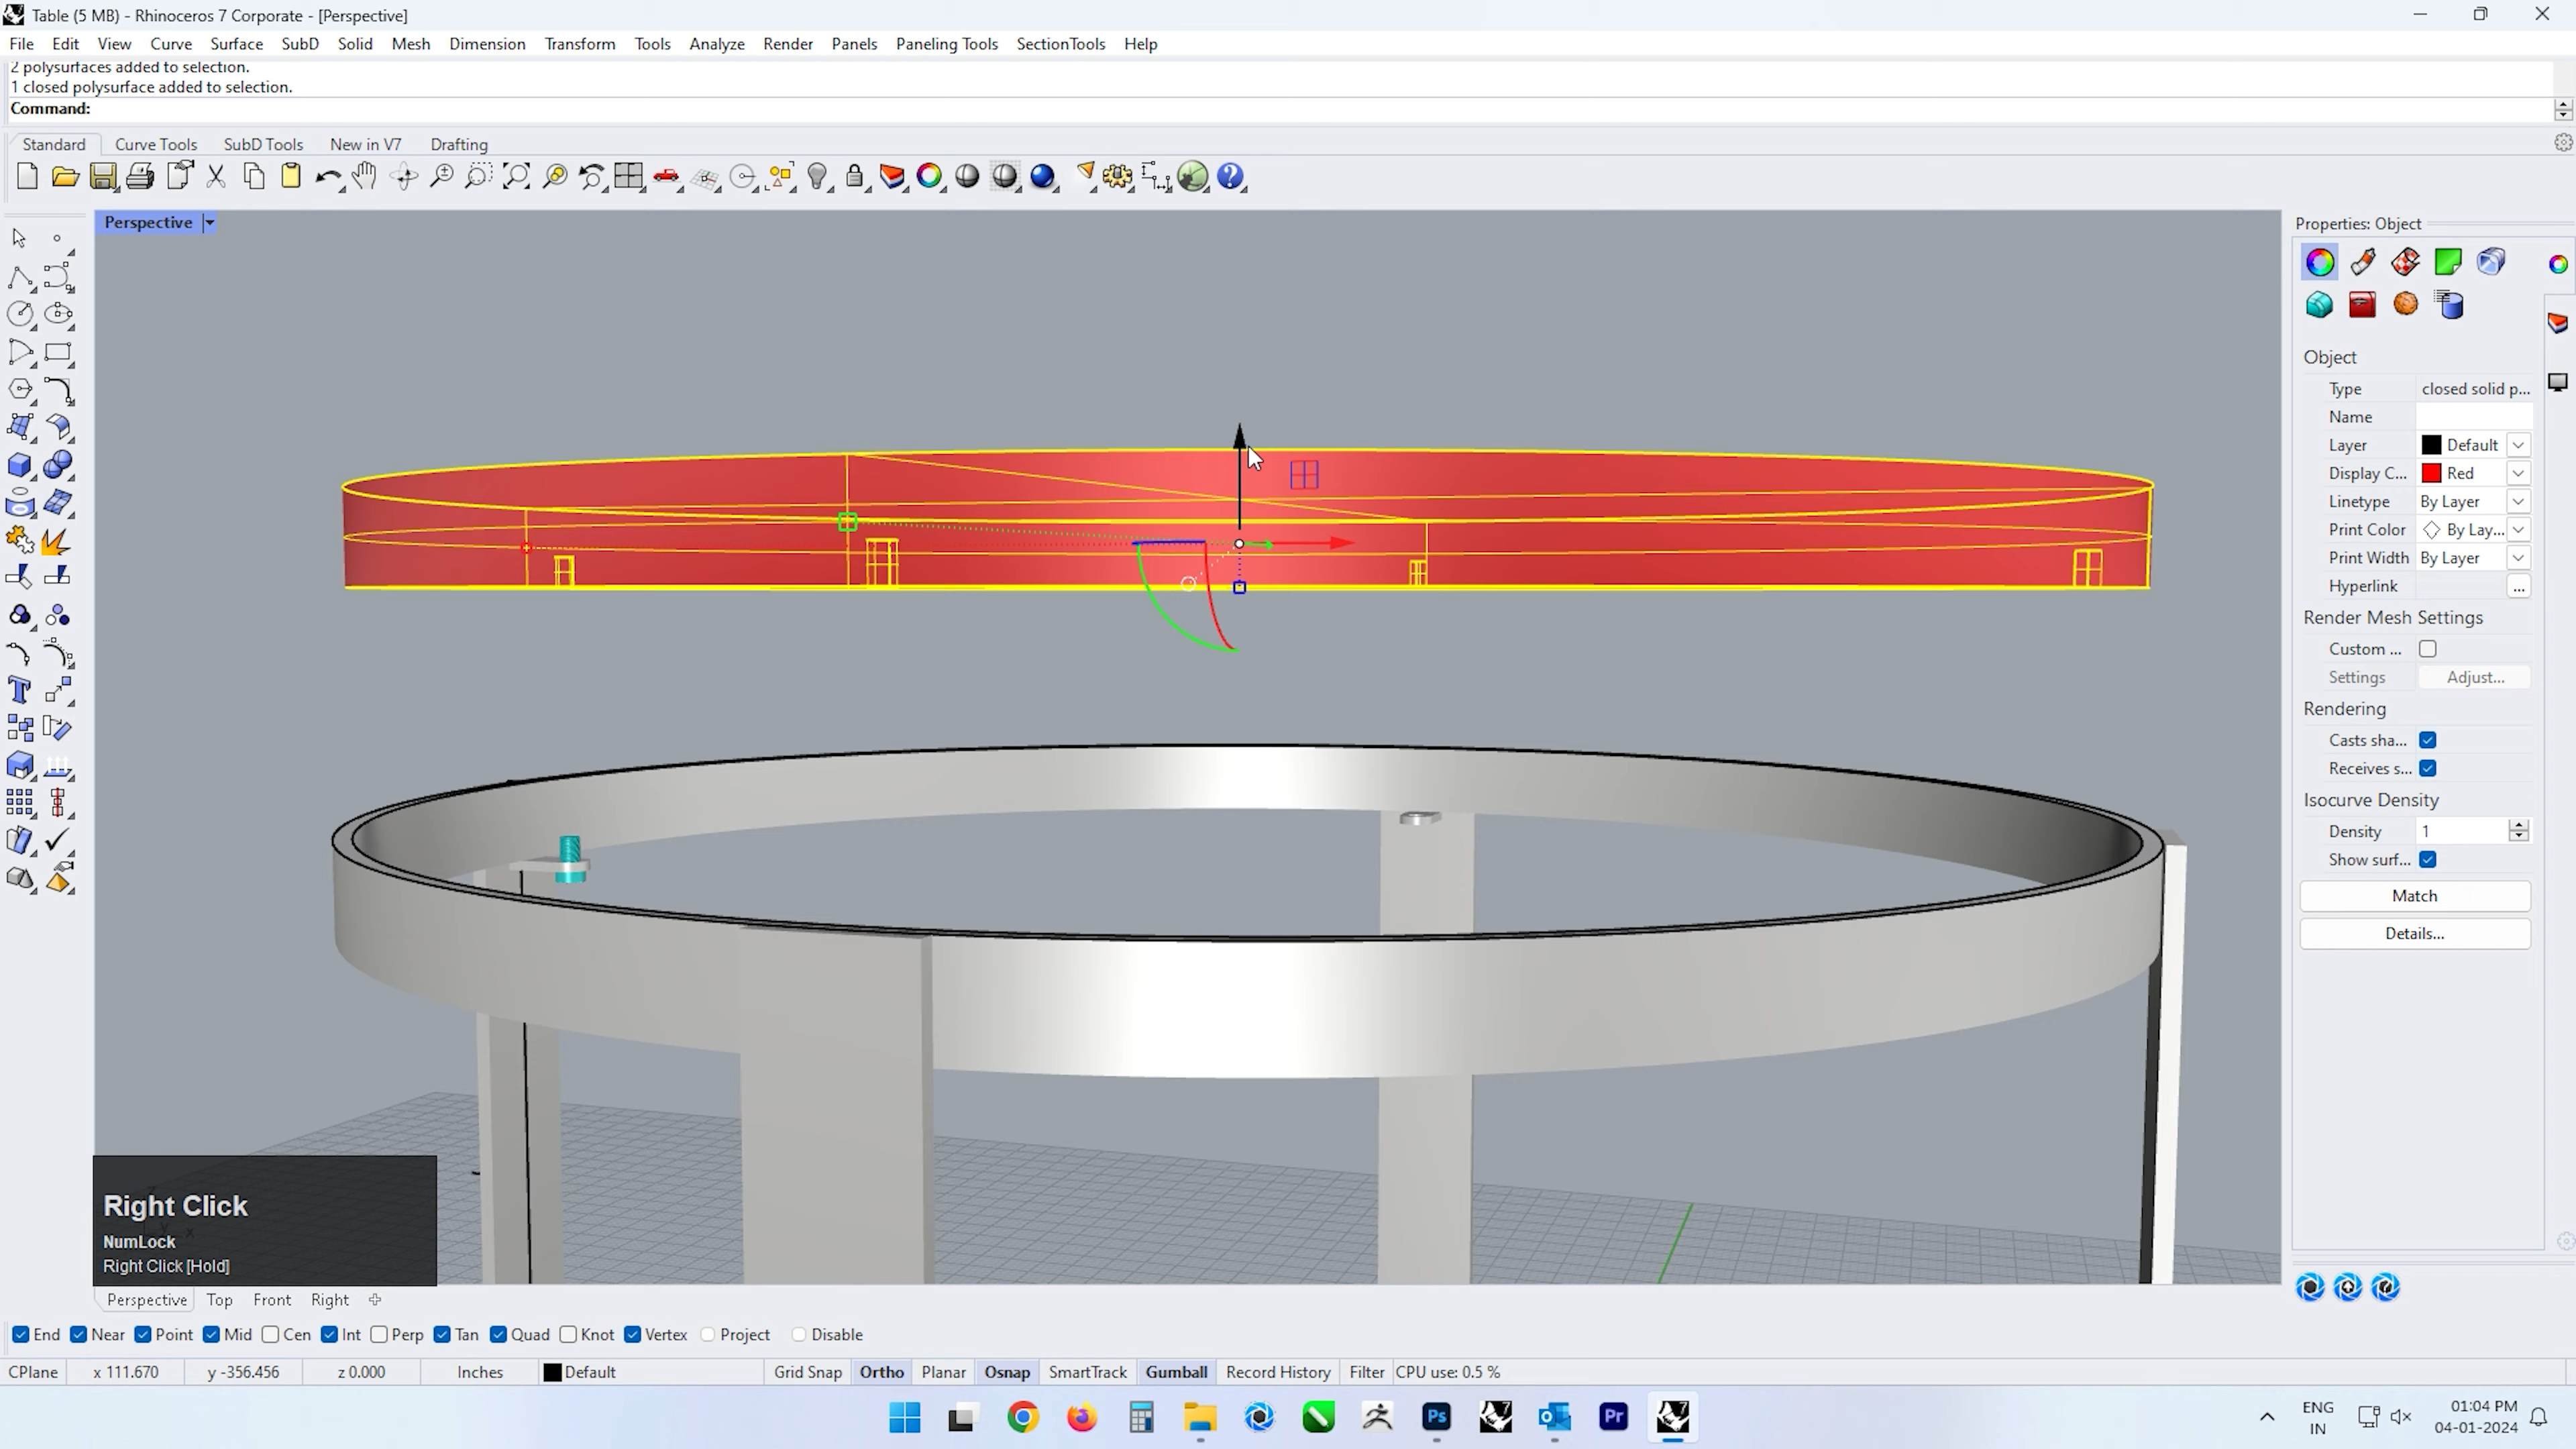 Table (5 MB) - Rhinoceros 7 Corporate - [Perspective]
File Edit View Curve Surface SubD Solid Mesh Dimension Transform Tools Analyze Render Panels Paneling Tools SectionTools Help
2 polysurfaces added to selection.
1 closed polysurface added to selection.
Command:
Standard Curve Tools SubD Tools New in V7 Drafting
Perspective
Properties: Object
Object
Type closed solid p...
Name
Layer Default
Display C... Red
Linetype By Layer
Print Color By Lay...
Print Width By Layer
Hyperlink ...
Render Mesh Settings
Custom ...
Settings Adjust...
Rendering
Casts sha...
Receives s...
Isocurve Density
Density 1
Show surf...
Match
Details...
Right Click
NumLock
Right Click [Hold]
Perspective Top Front Right
End Near Point Mid Cen Int Perp Tan Quad Knot Vertex Project Disable
CPlane x 111.670 y -356.456 z 0.000 Inches Default Grid Snap Ortho Planar Osnap SmartTrack Gumball Record History Filter CPU use: 0.5 %
Ps Pr
ENG
IN
01:04 PM
04-01-2024